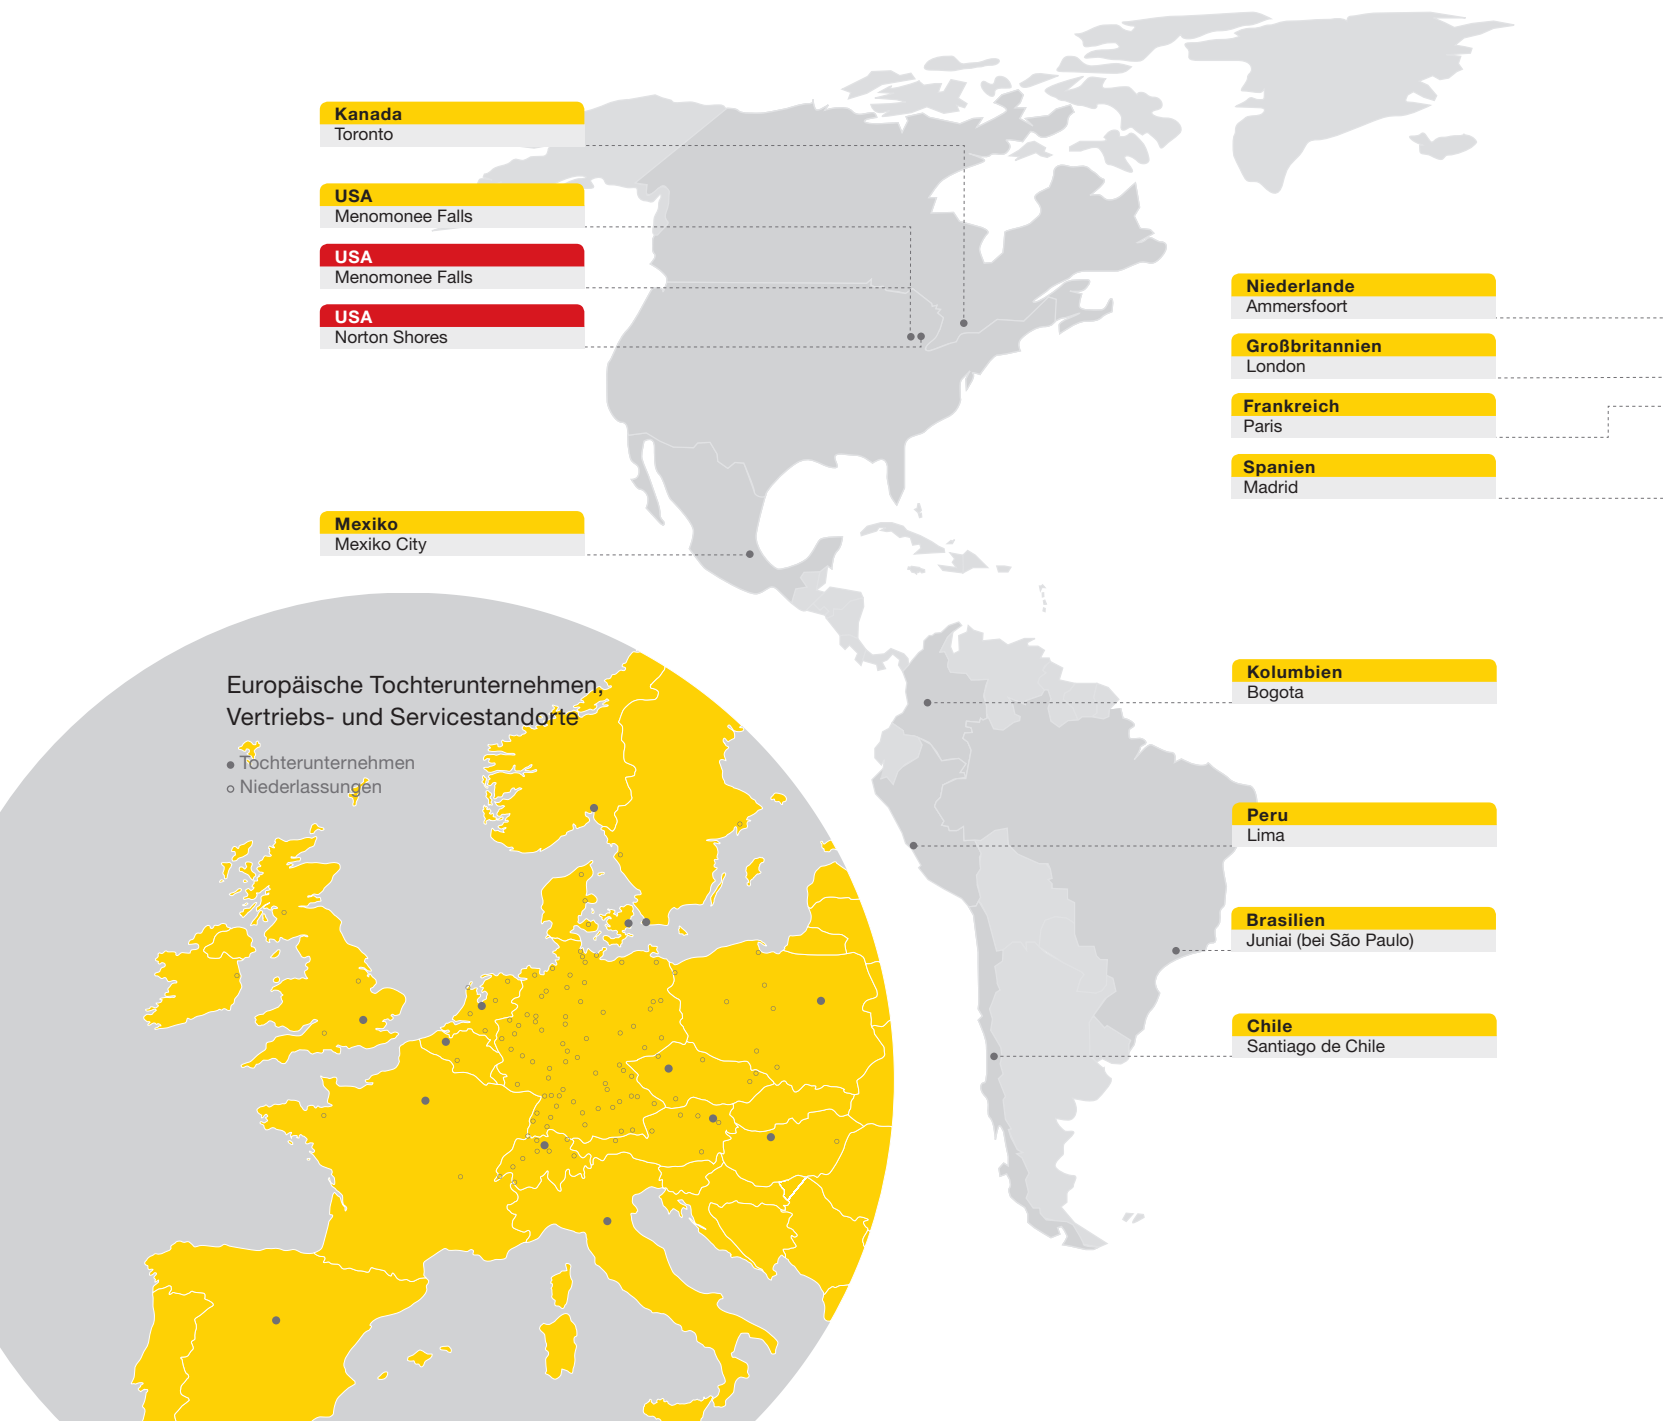 Kanada
Toronto
USA
Menomonee Falls
USA
Menomonee Falls
USA
Norton Shores
Niederlande
Ammersfoort
Großbritannien
London
Frankreich
Paris
Spanien
Madrid
Mexiko
Mexiko City
Kolumbien
Bogota
Peru
Lima
Brasilien
Juniai (bei São Paulo)
Chile
Santiago de Chile
Europäische Tochterunternehmen,
Vertriebs- und Servicestandorte
Tochterunternehmen
Niederlassungen